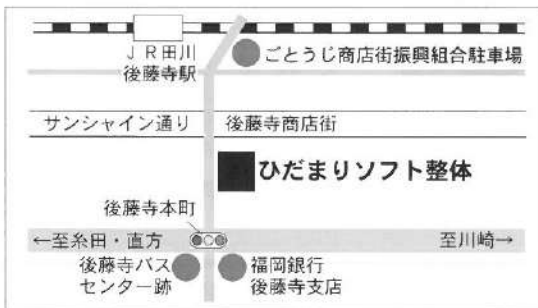 JR田川
後藤寺駅
ごとうじ商店街振興組合駐車場
サンシャイン通り
後藤寺商店街
ひだまりソフト整体
後藤寺本町
←至糸田・直方
至川崎→
後藤寺バス
センター跡
福岡銀行
後藤寺支店